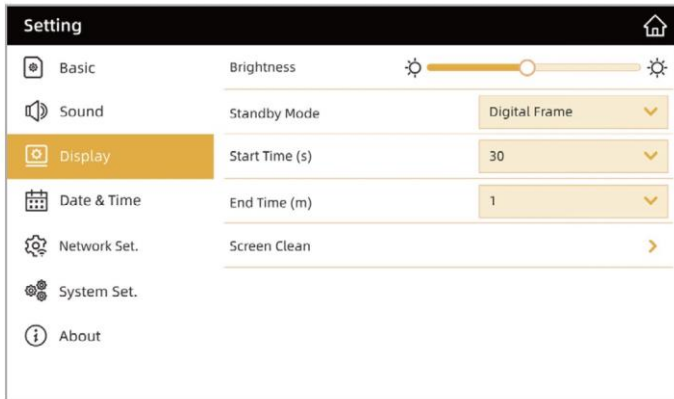 Setting
Basic
Sound
Display
Date & Time
Network Set.
System Set.
About
Brightness
Standby Mode
Digital Frame
Start Time (s)
30
End Time (m)
1
Screen Clean